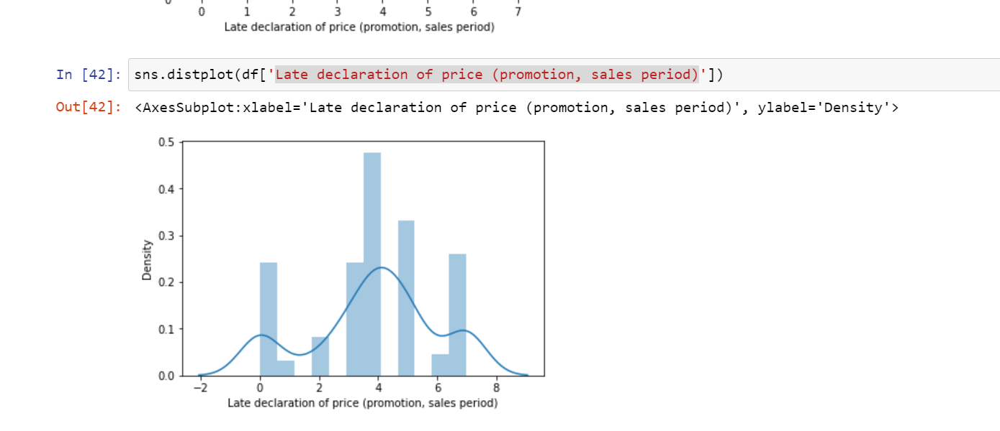 0
0 1 2 3 4 5 6 7
Late declaration of price (promotion, sales period)
In [42]: sns.distplot(df['Late declaration of price (promotion, sales period)'])
Out[42]: <AxesSubplot:xlabel='Late declaration of price (promotion, sales period)', ylabel='Density'>
0.5
0.4
0.3
0.2
0.1
0.0
Density
−2 0 2 4 6 8
Late declaration of price (promotion, sales period)